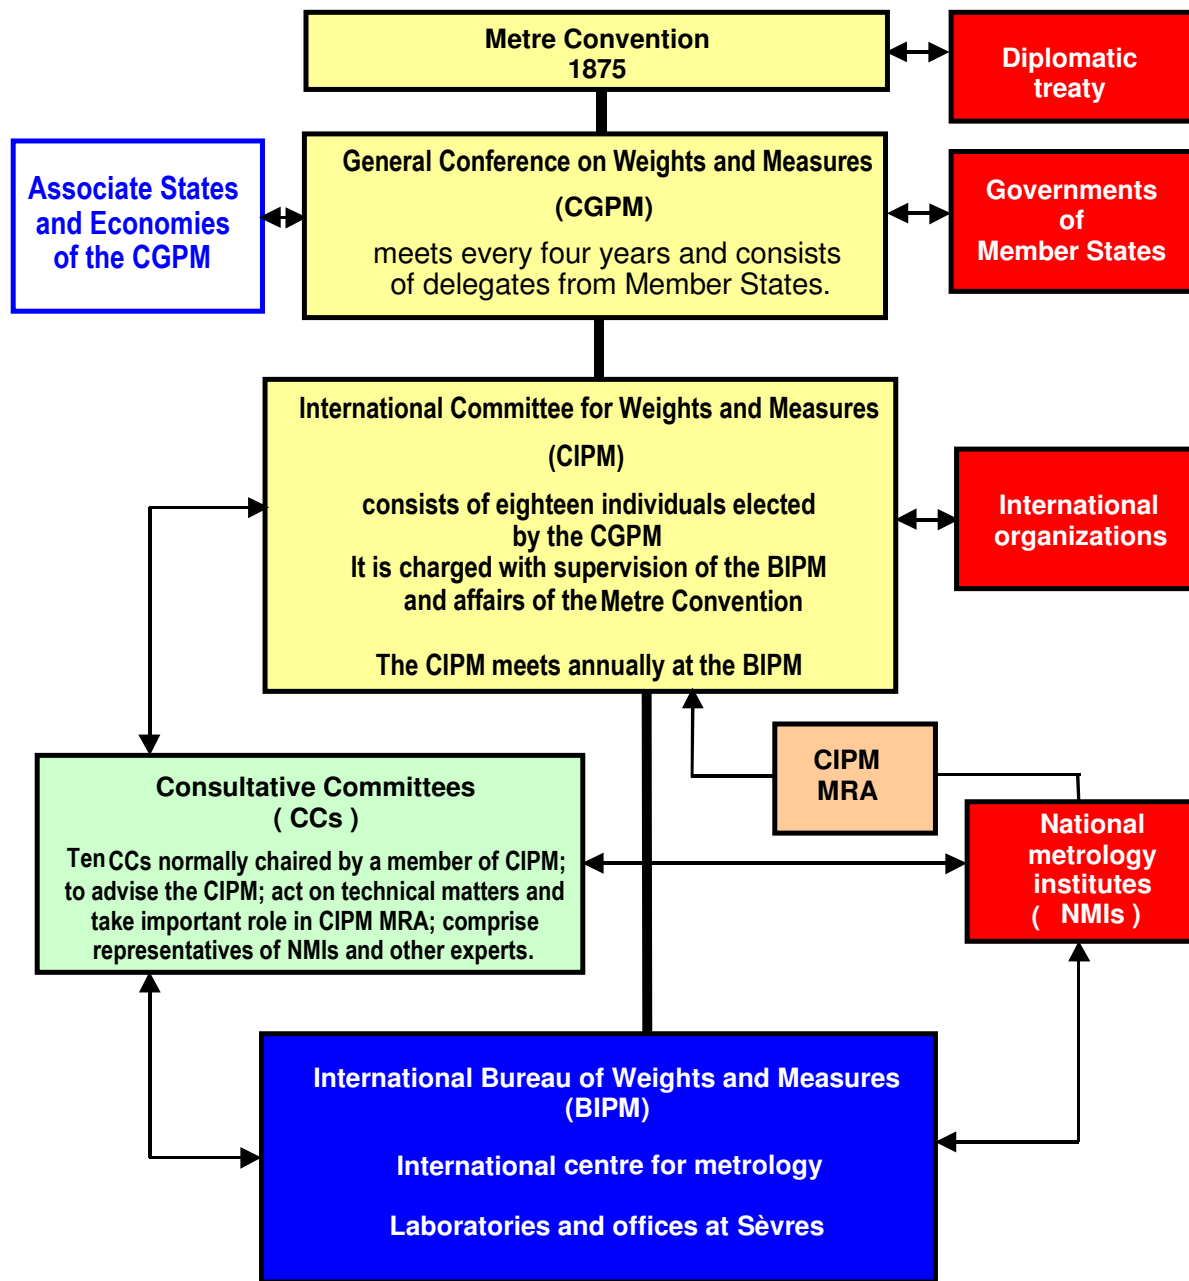 Metre Convention
1875
Diplomatic
treaty
General Conference on Weights and Measures
(CGPM)
meets every four years and consists
of delegates from Member States.
Associate States
and Economies
of the CGPM
Governments
of
Member States
International Committee for Weights and Measures
(CIPM)
consists of eighteen individuals elected
by the CGPM
It is charged with supervision of the BIPM
and affairs of the Metre Convention
The CIPM meets annually at the BIPM
International
organizations
CIPM
MRA
Consultative Committees
( CCs )
Ten CCs normally chaired by a member of CIPM;
to advise the CIPM; act on technical matters and
take important role in CIPM MRA; comprise
representatives of NMIs and other experts.
National
metrology
institutes
( NMIs )
International Bureau of Weights and Measures
(BIPM)
International centre for metrology
Laboratories and offices at Sèvres